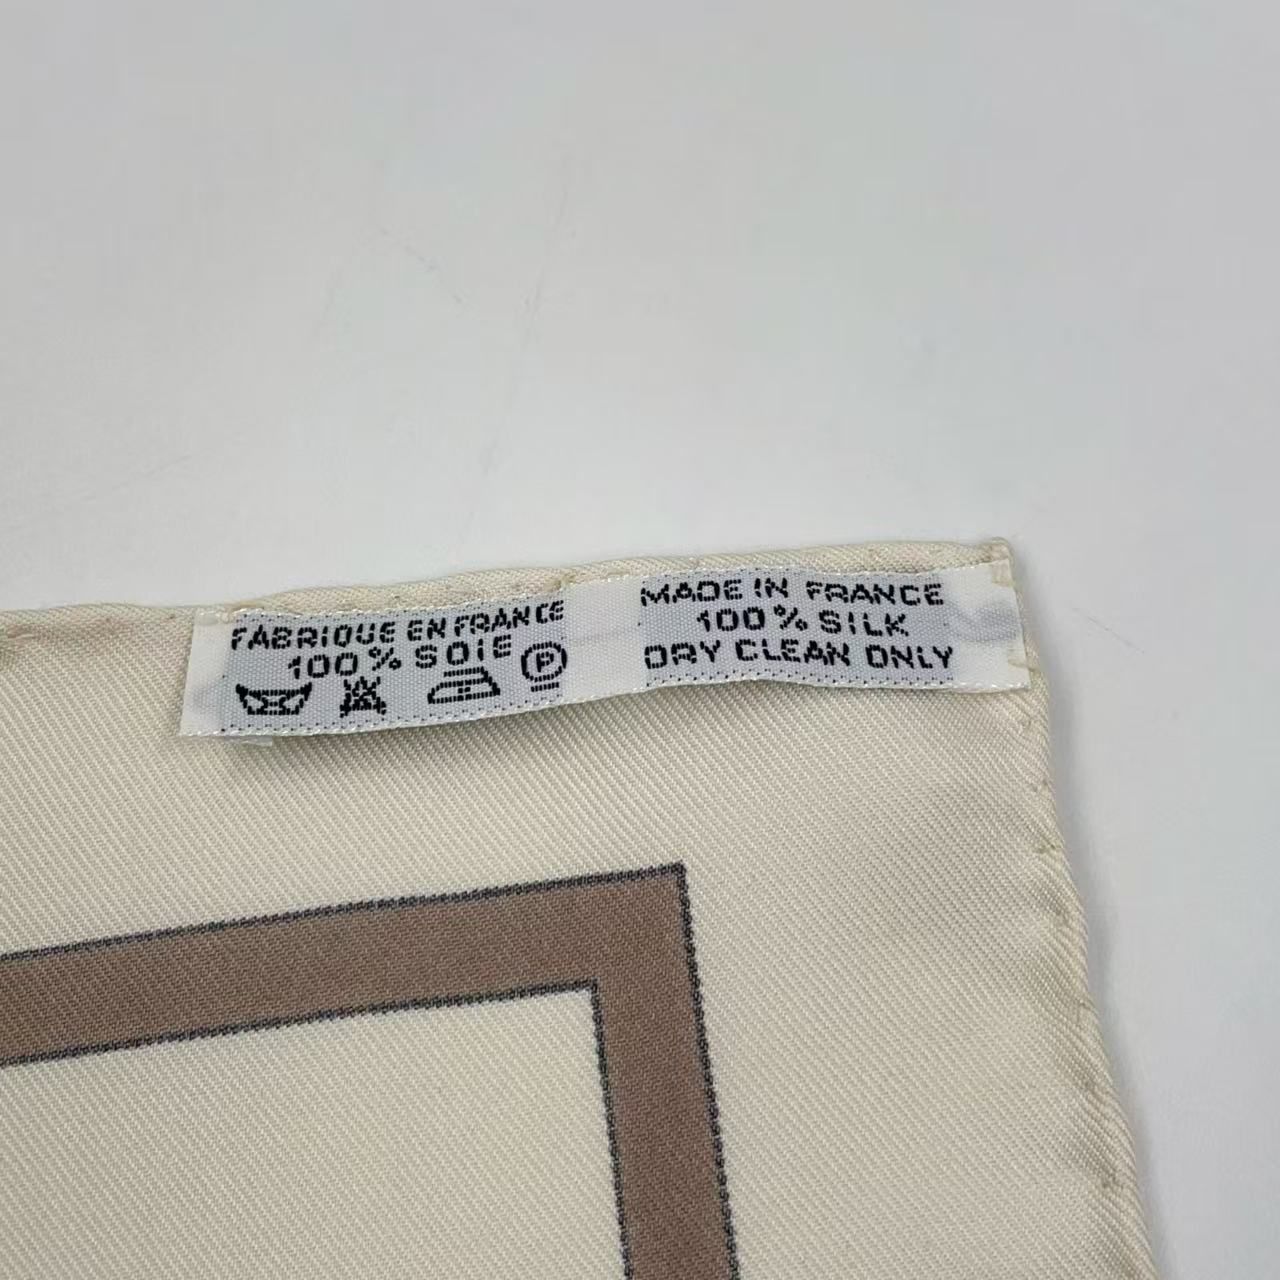 FABRIQUE EN FRANCE
100% SOIE
P
MADE IN FRANCE
100% SILK
DRY CLEAN ONLY